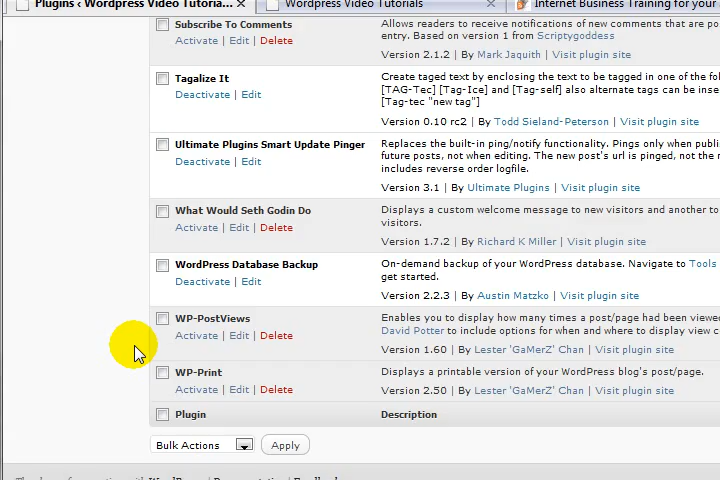 Plugins ‹ Wordpress Video Tutoria... × Wordpress Video Tutorials × Internet Business Training for your
Subscribe To Comments Allows readers to receive notifications of new comments that are po
Activate | Edit | Delete entry. Based on version 1 from Scriptygoddess
Version 2.1.2 | By Mark Jaquith | Visit plugin site
Tagalize It Create taged text by enclosing the text to be tagged in one of the fol
Deactivate | Edit [TAG-Tec] [Tag-Ice] and [Tag-self] also alternate tags can be inse
[Tag-tec "new tag"]
Version 0.10 rc2 | By Todd Sieland-Peterson | Visit plugin site
Ultimate Plugins Smart Update Pinger Replaces the built-in ping/notify functionality. Pings only when publi
Deactivate | Edit future posts, not when editing. The new post's url is pinged, not the r
includes reverse order logfile.
Version 3.1 | By Ultimate Plugins | Visit plugin site
What Would Seth Godin Do Displays a custom welcome message to new visitors and another to
Activate | Edit | Delete visitors.
Version 1.7.2 | By Richard K Miller | Visit plugin site
WordPress Database Backup On-demand backup of your WordPress database. Navigate to Tools
Deactivate | Edit get started.
Version 2.2.3 | By Austin Matzko | Visit plugin site
WP-PostViews Enables you to display how many times a post/page had been viewed
Activate | Edit | Delete David Potter to include options for when and where to display view c
Version 1.60 | By Lester 'GaMerZ' Chan | Visit plugin site
WP-Print Displays a printable version of your WordPress blog's post/page.
Activate | Edit | Delete Version 2.50 | By Lester 'GaMerZ' Chan | Visit plugin site
Plugin Description
Bulk Actions Apply